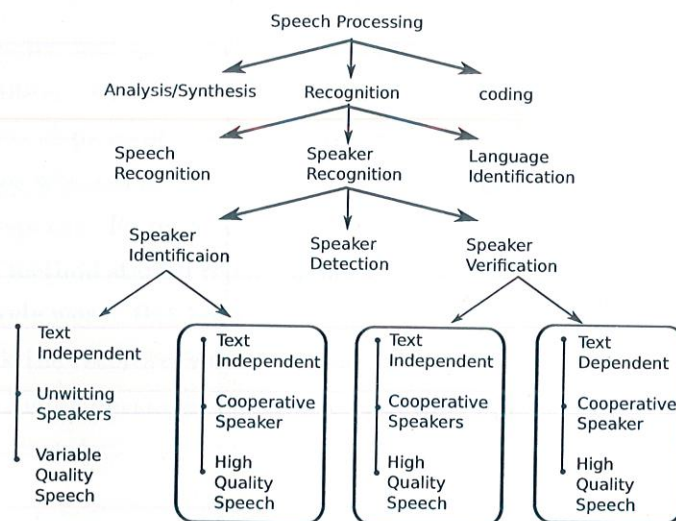 Speech Processing
Analysis/Synthesis
Recognition
coding
Speech
Recognition
Speaker
Recognition
Language
Identification
Speaker
Identificaion
Speaker
Detection
Speaker
Verification
Text
Independent
Unwitting
Speakers
Variable
Quality
Speech
Text
Independent
Cooperative
Speaker
High
Quality
Speech
Text
Independent
Cooperative
Speakers
High
Quality
Speech
Text
Dependent
Cooperative
Speaker
High
Quality
Speech